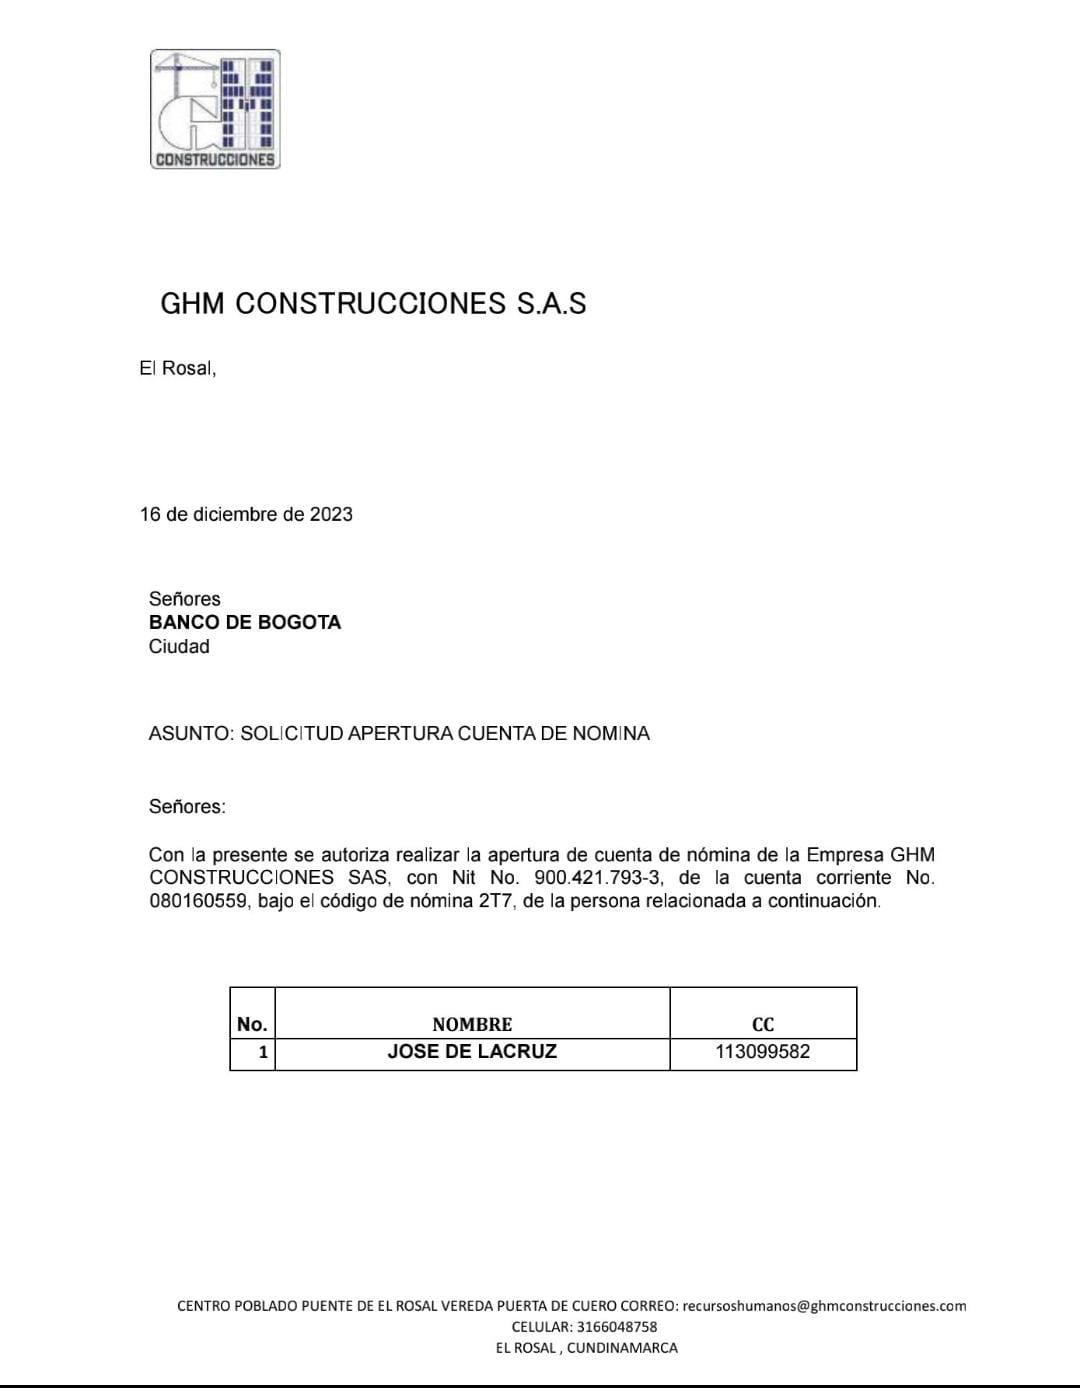 CONSTRUCCIONES
GHM CONSTRUCCIONES S.A.S
El Rosal,
16 de diciembre de 2023
Señores
BANCO DE BOGOTA
Ciudad
ASUNTO: SOLICITUD APERTURA CUENTA DE NOMINA
Señores:
Con la presente se autoriza realizar la apertura de cuenta de nómina de la Empresa GHM
CONSTRUCCIONES SAS, con Nit No. 900.421.793-3, de la cuenta corriente No.
080160559, bajo el código de nómina 2T7, de la persona relacionada a continuación.
No. NOMBRE CC
1 JOSE DE LACRUZ 113099582
CENTRO POBLADO PUENTE DE EL ROSAL VEREDA PUERTA DE CUERO CORREO: recursoshumanos@ghmconstrucciones.com
CELULAR: 3166048758
EL ROSAL , CUNDINAMARCA